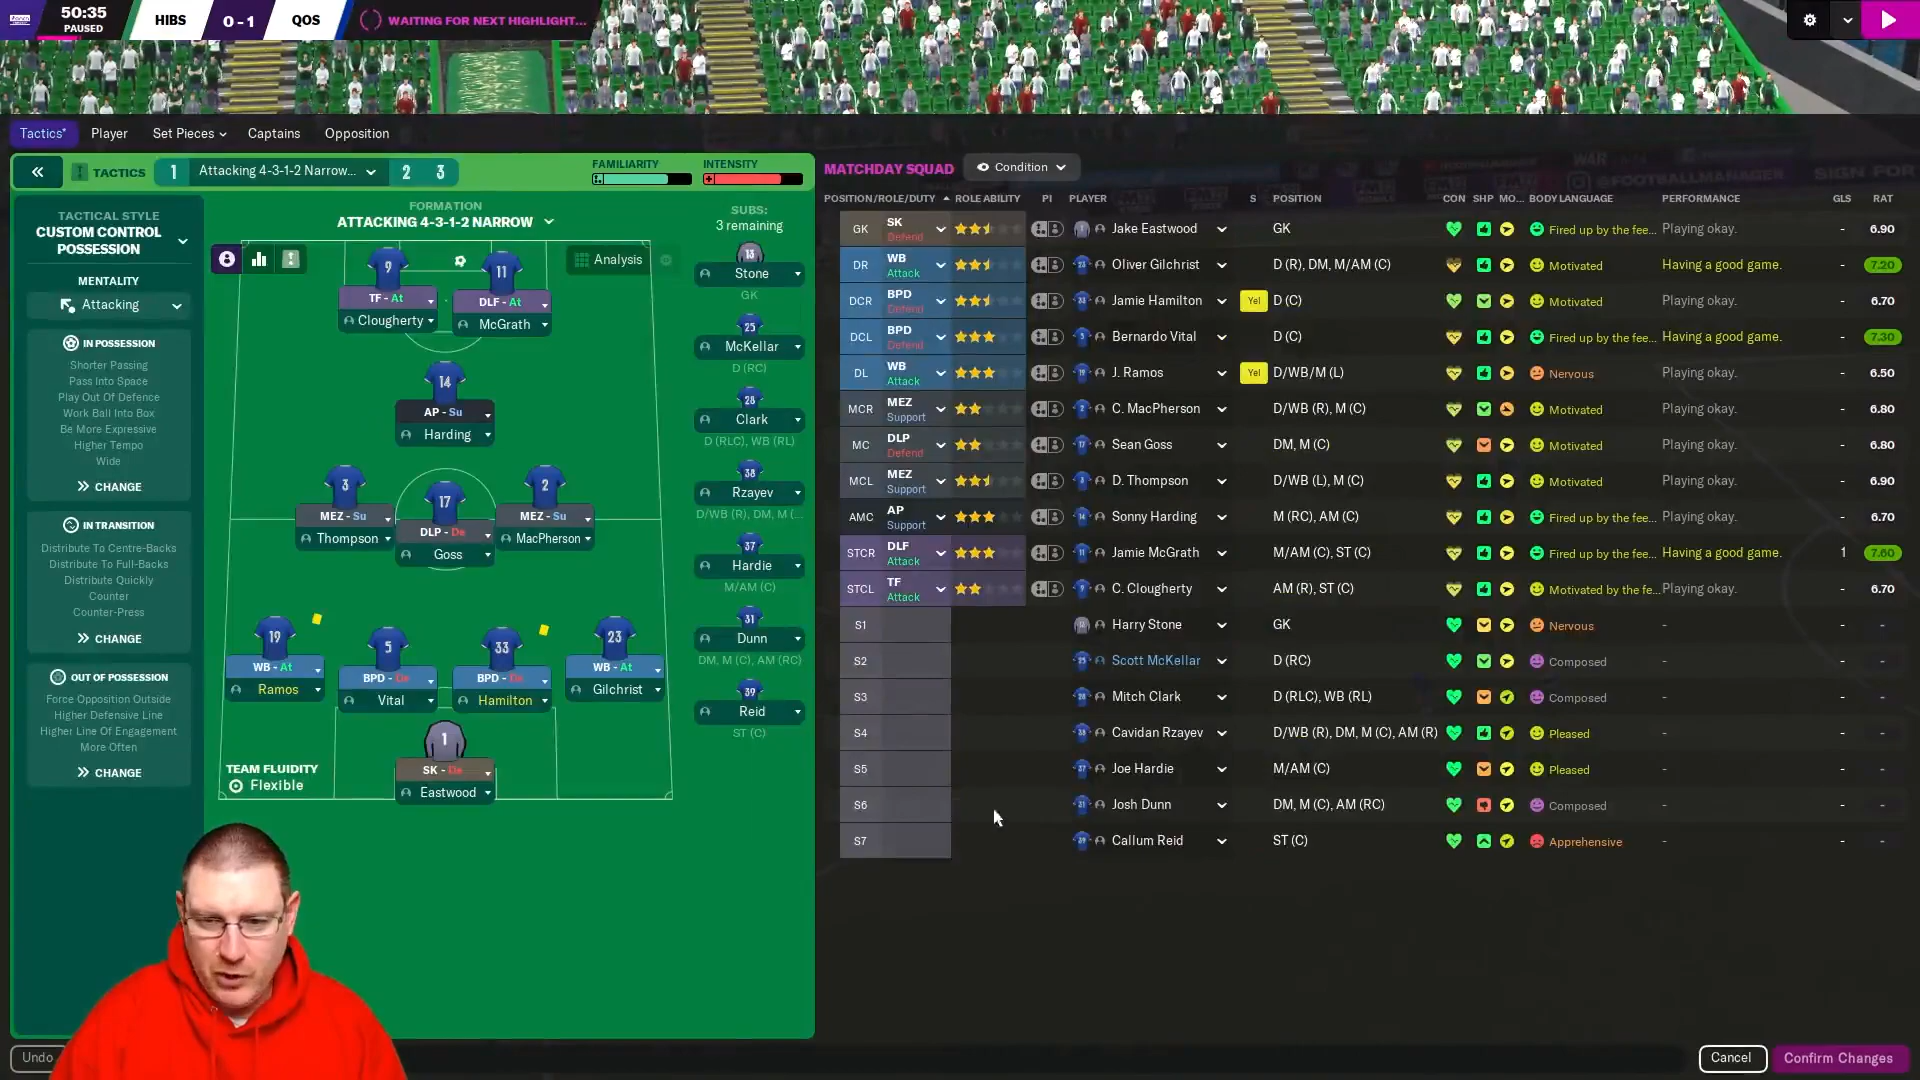 50:35
PAUSED
HIBS
0 - 1
QOS
WAITING FOR NEXT HIGHLIGHT...
Tactics*
Player
Set Pieces
Captains
Opposition
TACTICS
1
Attacking 4-3-1-2 Narrow...
2
3
FAMILIARITY
INTENSITY
TACTICAL STYLE
CUSTOM CONTROL
POSSESSION
MENTALITY
Attacking
IN POSSESSION
Shorter Passing
Pass Into Space
Play Out Of Defence
Work Ball Into Box
Be More Expressive
Higher Tempo
Wide
CHANGE
IN TRANSITION
Distribute To Centre-Backs
Distribute To Full-Backs
Distribute Quickly
Counter
Counter-Press
CHANGE
OUT OF POSSESSION
Force Opposition Outside
Higher Defensive Line
Higher Line Of Engagement
More Often
CHANGE
FORMATION
ATTACKING 4-3-1-2 NARROW
Analysis
9
TF - At
Clougherty
11
DLF - At
McGrath
14
AP - Su
Harding
3
MEZ - Su
Thompson
17
DLP - De
Goss
2
MEZ - Su
MacPherson
19
WB - At
Ramos
5
BPD - De
Vital
33
BPD - De
Hamilton
23
WB - At
Gilchrist
1
SK - De
Eastwood
TEAM FLUIDITY
Flexible
SUBS:
3 remaining
13
Stone
GK
25
McKellar
D (RC)
28
Clark
D (RLC), WB (RL)
38
Rzayev
D/WB (R), DM, M (...
37
Hardie
M/AM (C)
31
Dunn
DM, M (C), AM (RC)
39
Reid
ST (C)
MATCHDAY SQUAD
Condition
POSITION/ROLE/DUTY ROLE ABILITY PI PLAYER S POSITION CON SHP MO... BODY LANGUAGE PERFORMANCE GLS RAT
GK SK Defend Jake Eastwood GK Fired up by the fee... Playing okay. - 6.90
DR WB Attack Oliver Gilchrist D (R), DM, M/AM (C) Motivated Having a good game. - 7.20
DCR BPD Defend Jamie Hamilton Yel D (C) Motivated Playing okay. - 6.70
DCL BPD Defend Bernardo Vital D (C) Fired up by the fee... Having a good game. - 7.30
DL WB Attack J. Ramos Yel D/WB/M (L) Nervous Playing okay. - 6.50
MCR MEZ Support C. MacPherson D/WB (R), M (C) Motivated Playing okay. - 6.80
MC DLP Defend Sean Goss DM, M (C) Motivated Playing okay. - 6.80
MCL MEZ Support D. Thompson D/WB (L), M (C) Motivated Playing okay. - 6.90
AMC AP Support Sonny Harding M (RC), AM (C) Fired up by the fee... Playing okay. - 6.70
STCR DLF Attack Jamie McGrath M/AM (C), ST (C) Fired up by the fee... Having a good game. 1 7.60
STCL TF Attack C. Clougherty AM (R), ST (C) Motivated by the fe... Playing okay. - 6.70
S1 Harry Stone GK Nervous - - -
S2 Scott McKellar D (RC) Composed - - -
S3 Mitch Clark D (RLC), WB (RL) Composed - - -
S4 Cavidan Rzayev D/WB (R), DM, M (C), AM (R) Pleased - - -
S5 Joe Hardie M/AM (C) Pleased - - -
S6 Josh Dunn DM, M (C), AM (RC) Composed - - -
S7 Callum Reid ST (C) Apprehensive - - -
Undo
Cancel
Confirm Changes